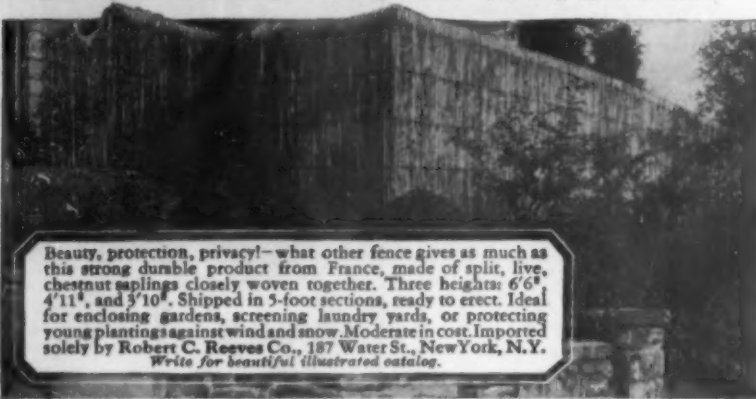 Beauty, protection, privacy!—what other fence gives as much as
this strong durable product from France, made of split, live,
chestnut saplings closely woven together. Three heights: 6'6",
4'11", and 3'10". Shipped in 5-foot sections, ready to erect. Ideal
for enclosing gardens, screening laundry yards, or protecting
young plantings against wind and snow. Moderate in cost. Imported
solely by Robert C. Reeves Co., 187 Water St., New York, N.Y.
Write for beautiful illustrated catalog.